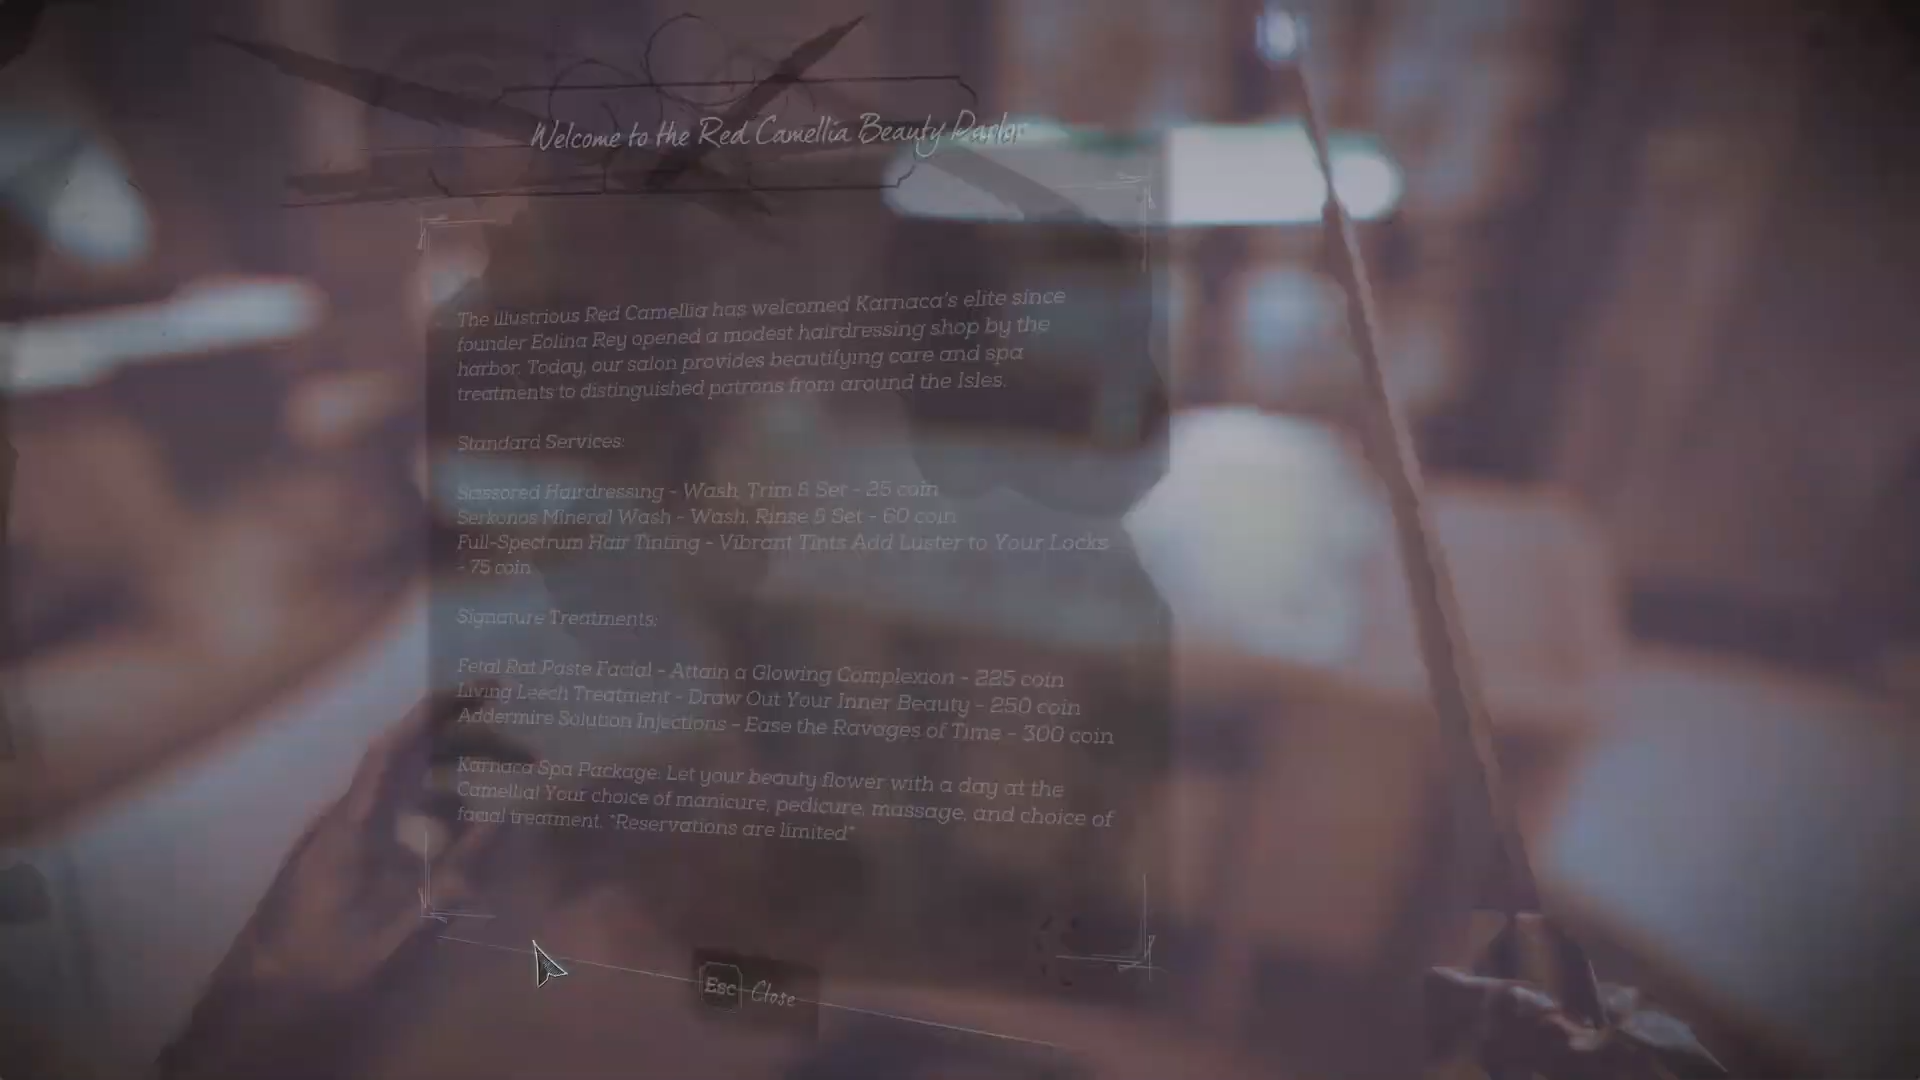 Welcome to the Red Camellia Beauty Parlor
The illustrious Red Camellia has welcomed Karnaca's elite since
founder Eolina Rey opened a modest hairdressing shop by the
harbor. Today, our salon provides beautifying care and spa
treatments to distinguished patrons from around the Isles.
Standard Services:
Scissored Hairdressing - Wash, Trim & Set - 25 coin
Serkonos Mineral Wash - Wash, Rinse & Set - 60 coin
Full-Spectrum Hair Tinting - Vibrant Tints Add Luster to Your Locks
- 75 coin
Signature Treatments:
Fetal Rat Paste Facial - Attain a Glowing Complexion - 225 coin
Living Leech Treatment - Draw Out Your Inner Beauty - 250 coin
Addermire Solution Injections - Ease the Ravages of Time - 300 coin
Karnaca Spa Package: Let your beauty flower with a day at the
Camellia! Your choice of manicure, pedicure, massage, and choice of
facial treatment. *Reservations are limited*
Esc Close